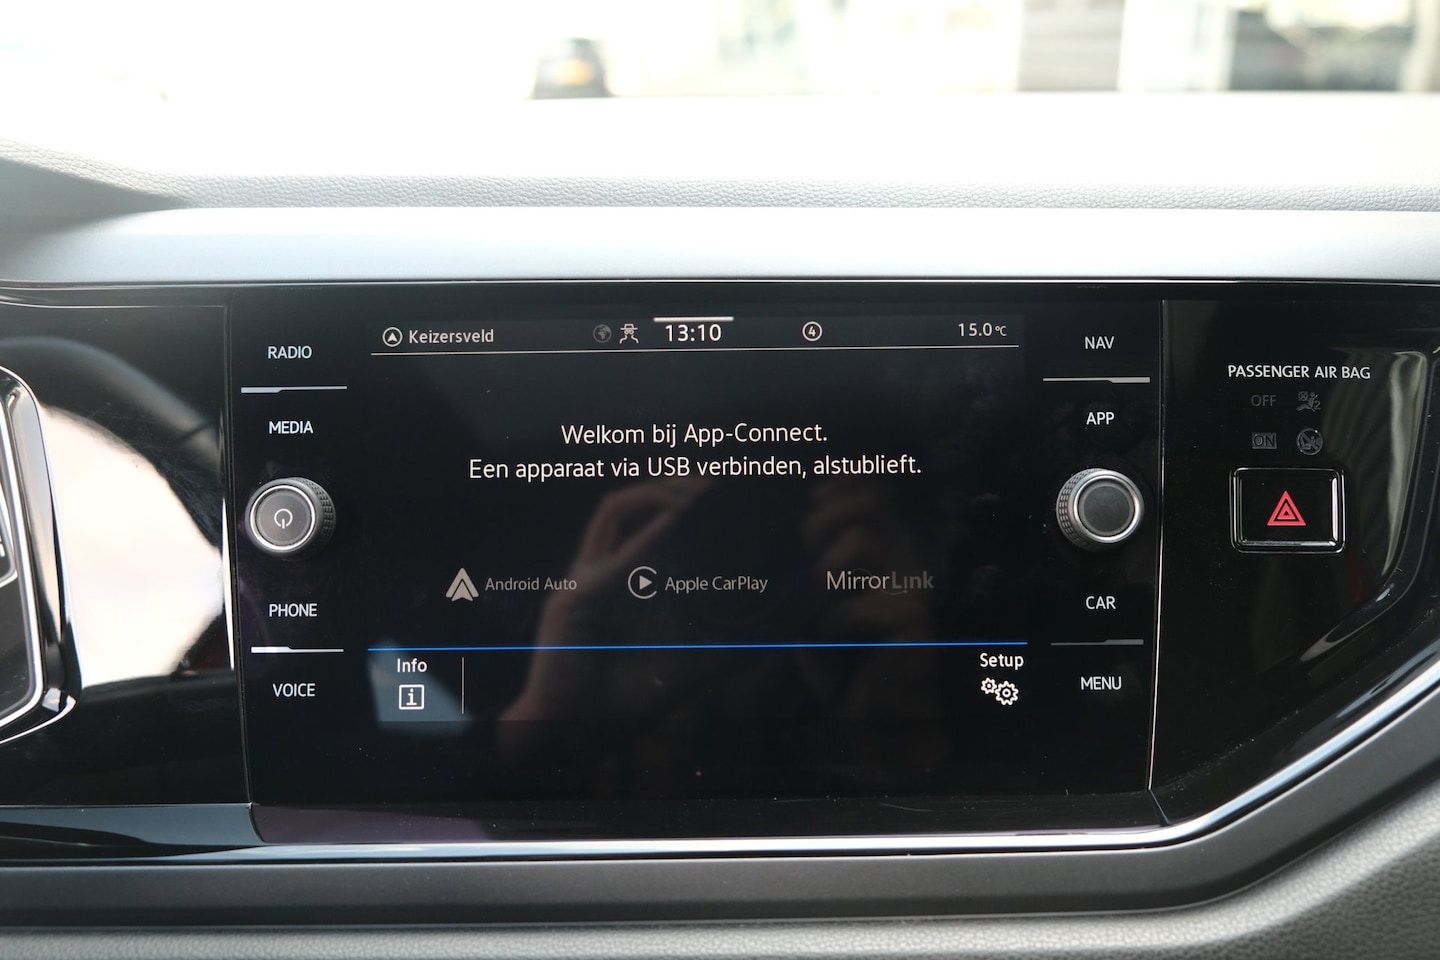 Keizersveld 13:10 4 15.0°C
RADIO
MEDIA
PHONE
VOICE
Welkom bij App-Connect.
Een apparaat via USB verbinden, alstublieft.
Android Auto Apple CarPlay MirrorLink
Info
i
Setup
NAV
APP
CAR
MENU
PASSENGER AIR BAG
OFF
ON